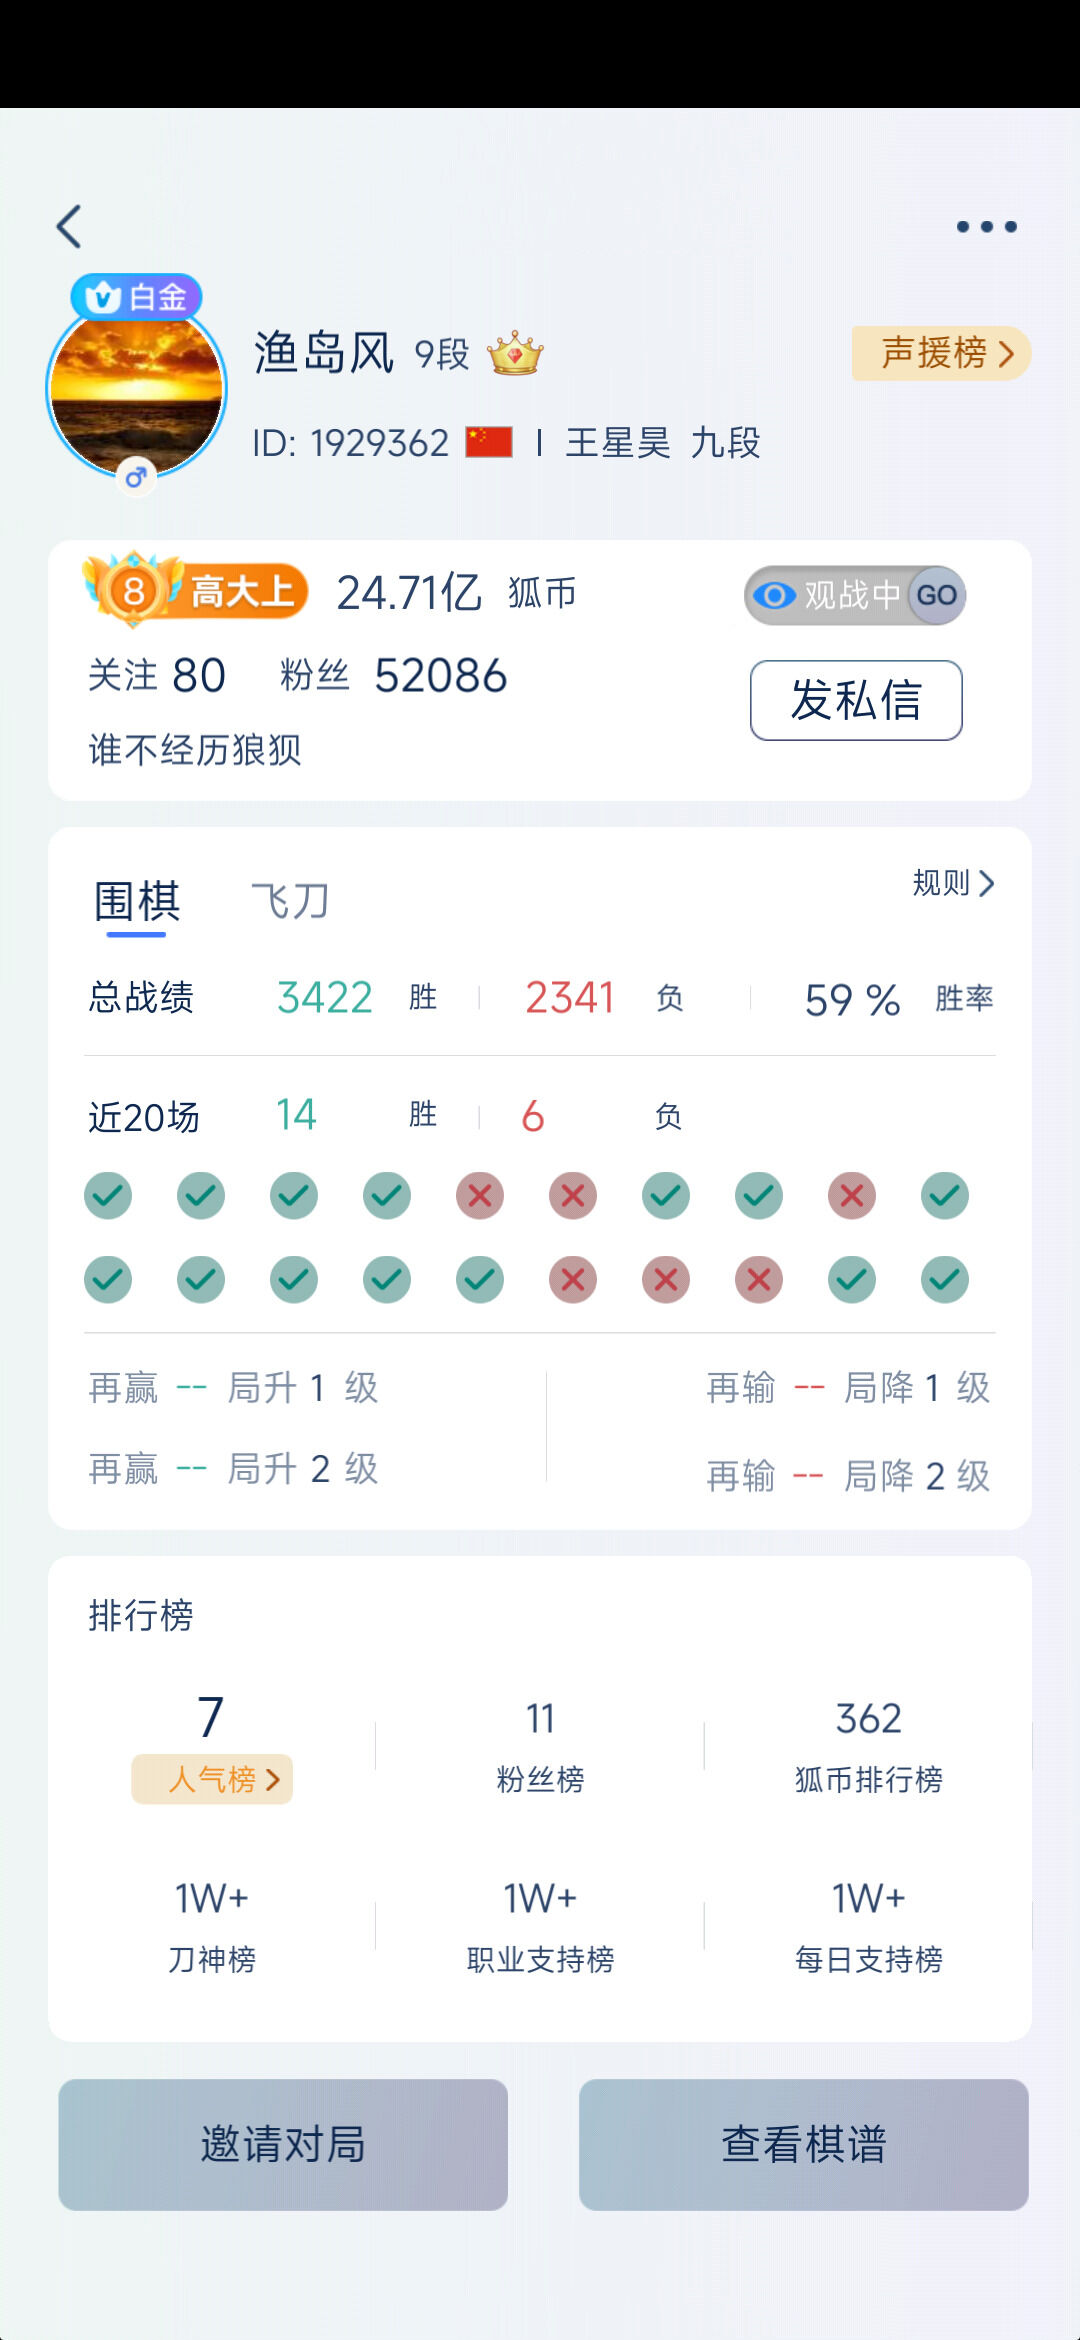 白金
渔岛风 9段
声援榜
ID: 1929362 | 王星昊 九段
8 高大上 24.71亿 狐币
观战中 GO
关注 80 粉丝 52086
发私信
谁不经历狼狈
围棋 飞刀 规则
总战绩 3422 胜 2341 负 59 % 胜率
近20场 14 胜 6 负
再赢 -- 局升 1 级 再输 -- 局降 1 级
再赢 -- 局升 2 级 再输 -- 局降 2 级
排行榜
7 11 362
人气榜 粉丝榜 狐币排行榜
1W+ 1W+ 1W+
刀神榜 职业支持榜 每日支持榜
邀请对局 查看棋谱